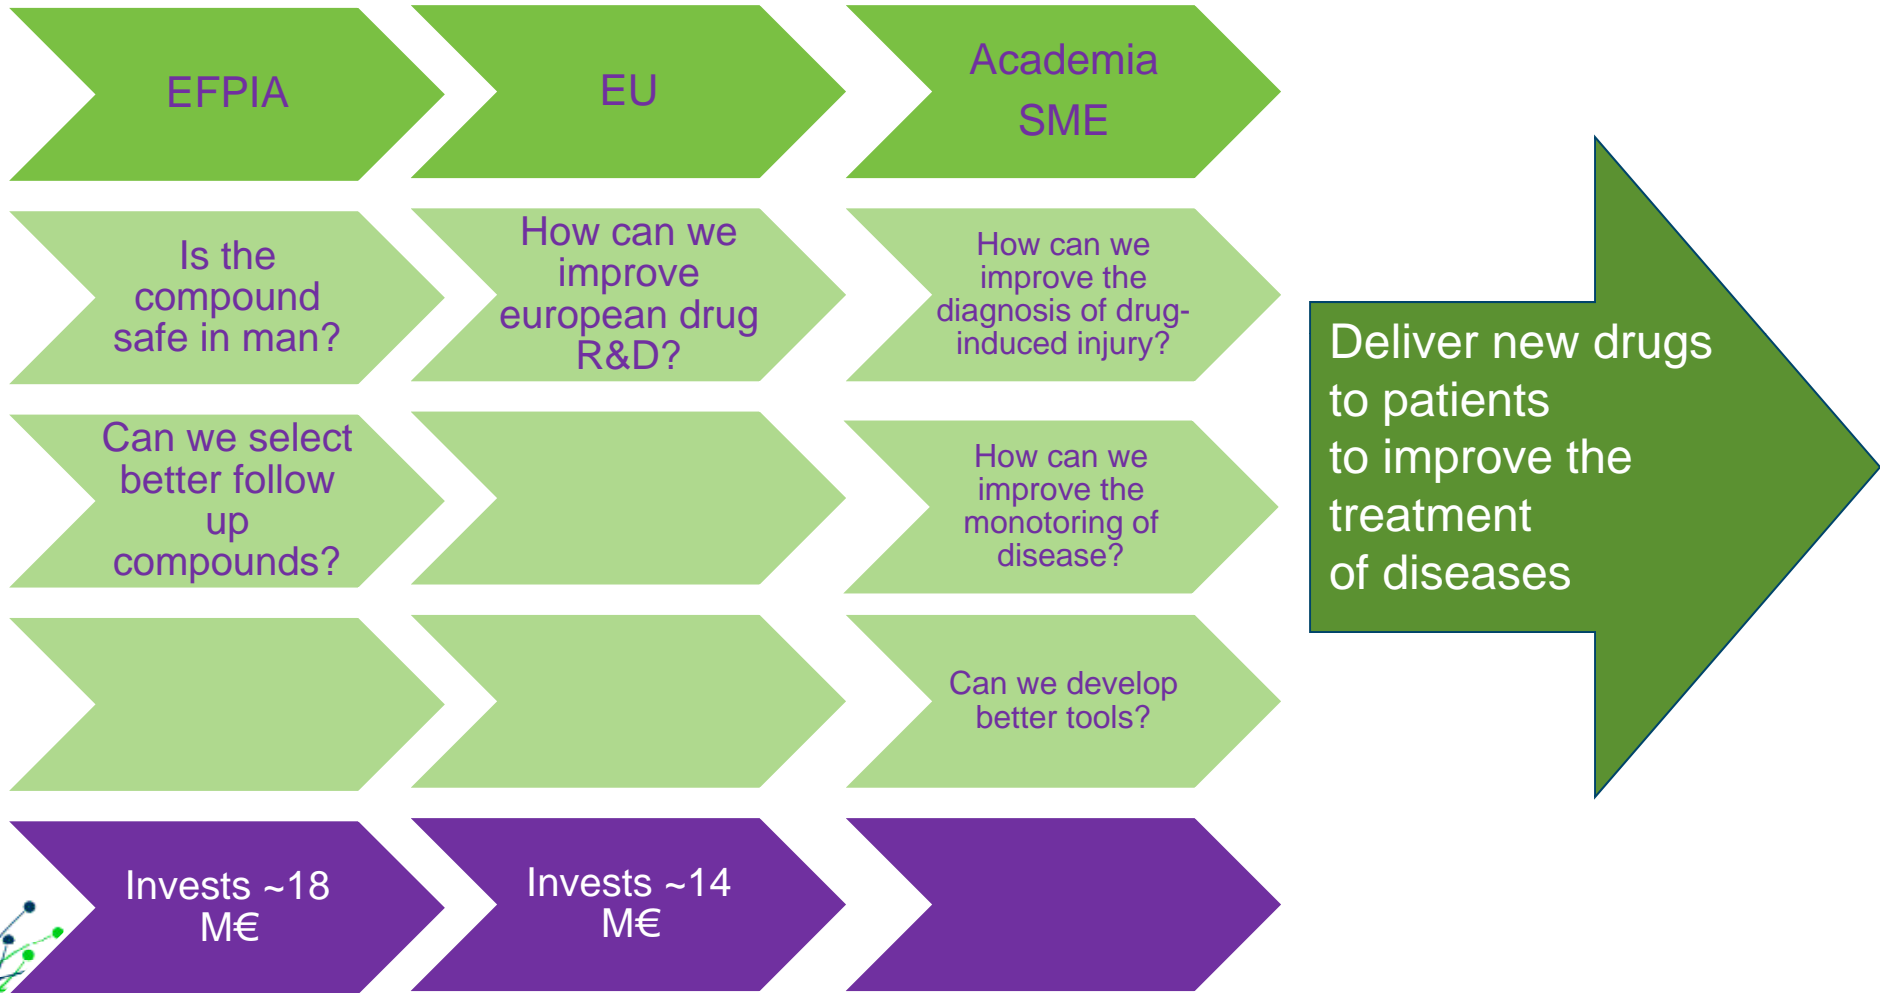 EFPIA
EU
Academia
SME
Is the
compound
safe in man?
How can we
improve
european drug
R&D?
How can we
improve the
diagnosis of drug-
induced injury?
Can we select
better follow
up
compounds?
How can we
improve the
monotoring of
disease?
Can we develop
better tools?
Invests ~18
M€
Invests ~14
M€
Deliver new drugs
to patients
to improve the
treatment
of diseases